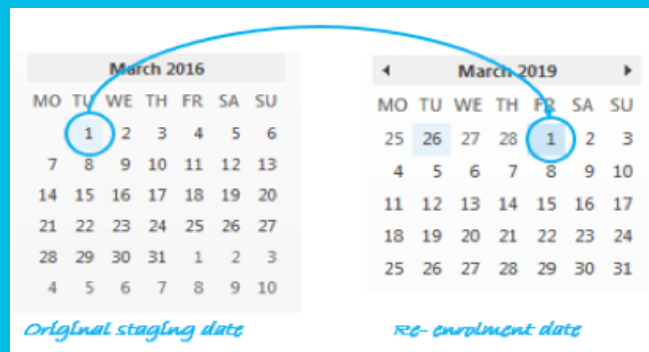 March 2016
MO TU WE TH FR SA SU
1 2 3 4 5 6
7 8 9 10 11 12 13
14 15 16 17 18 19 20
21 22 23 24 25 26 27
28 29 30 31 1 2 3
4 5 6 7 8 9 10
Original staging date
March 2019
MO TU WE TH FR SA SU
25 26 27 28 1 2 3
4 5 6 7 8 9 10
11 12 13 14 15 16 17
18 19 20 21 22 23 24
25 26 27 28 29 30 31
Re- enrolment date